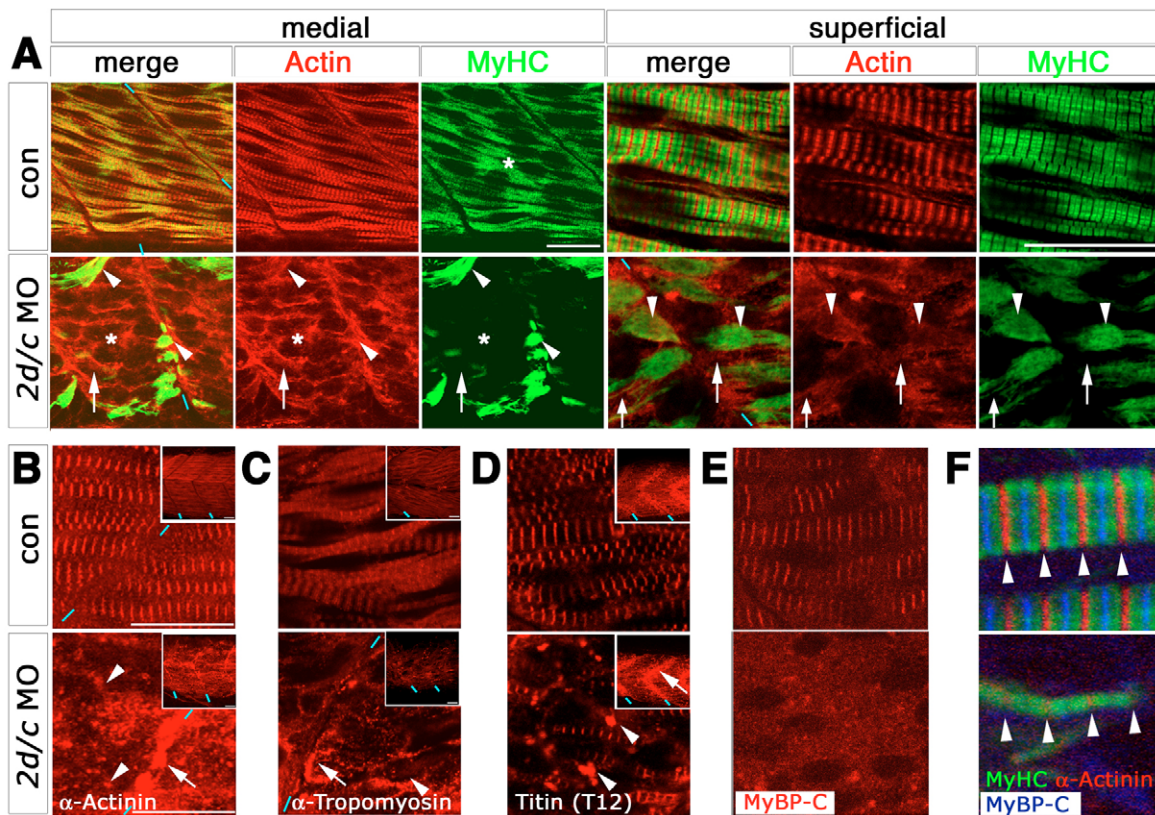 medial superficial
A merge Actin MyHC merge Actin MyHC
con
2d/c MO
B C D E F
con
2d/c MO
α-Actinin α-Tropomyosin Titin (T12) MyBP-C MyHC α-Actinin
MyBP-C